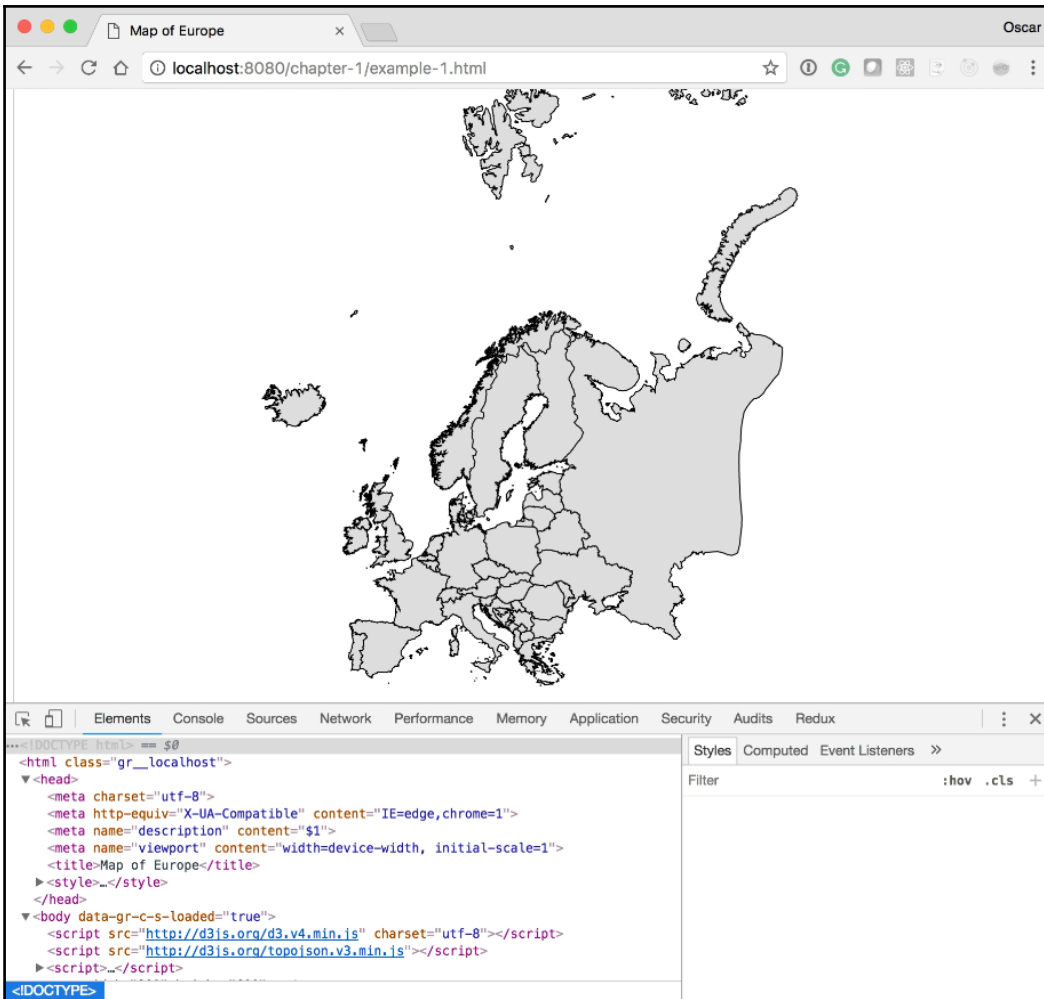 Map of Europe
Oscar
localhost:8080/chapter-1/example-1.html
Elements Console Sources Network Performance Memory Application Security Audits Redux
…<!DOCTYPE html> == $0
<html class="gr__localhost">
▼<head>
<meta charset="utf-8">
<meta http-equiv="X-UA-Compatible" content="IE=edge,chrome=1">
<meta name="description" content="$1">
<meta name="viewport" content="width=device-width, initial-scale=1">
<title>Map of Europe</title>
▶<style>…</style>
</head>
▼<body data-gr-c-s-loaded="true">
<script src="http://d3js.org/d3.v4.min.js" charset="utf-8"></script>
<script src="http://d3js.org/topojson.v3.min.js"></script>
▶<script>…</script>
<!DOCTYPE>
Styles Computed Event Listeners »
Filter :hov .cls +